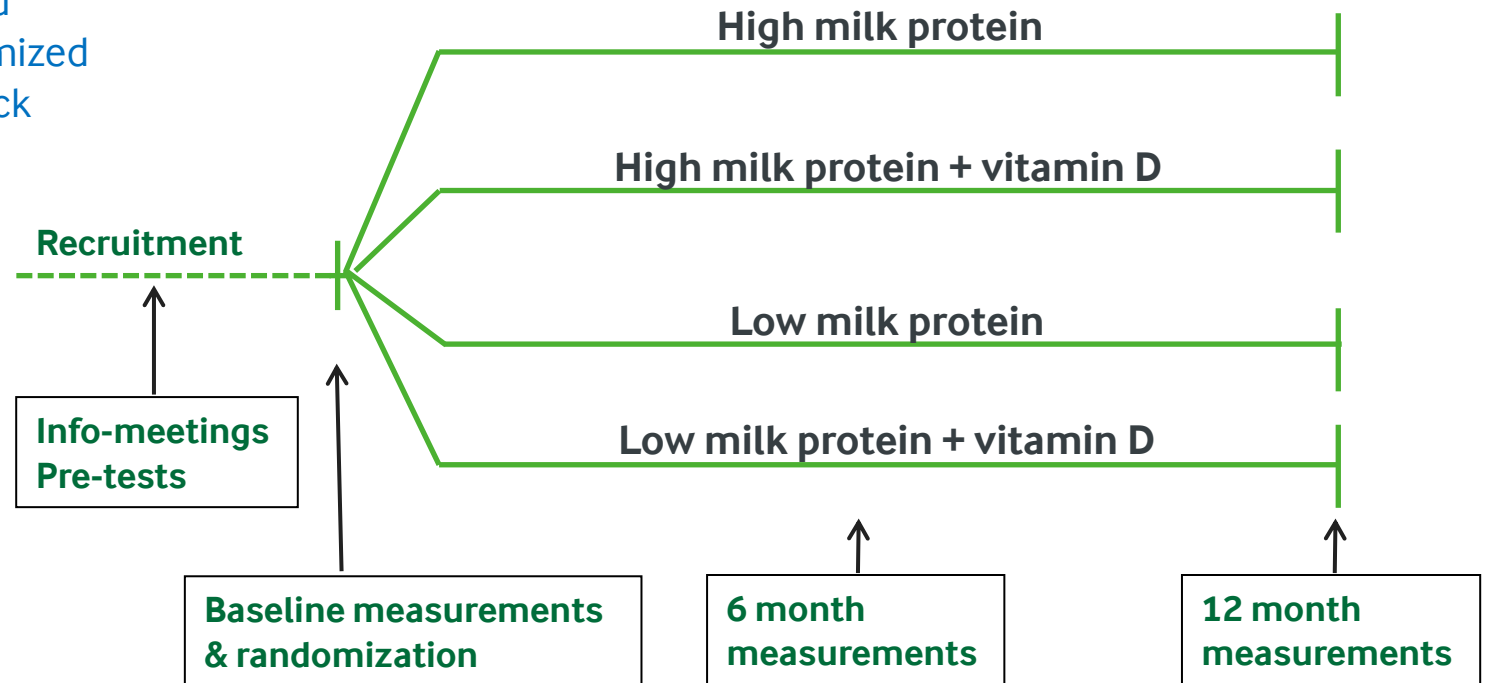 High milk protein
High milk protein + vitamin D
Recruitment
Low milk protein
Info-meetings
Pre-tests
Low milk protein + vitamin D
Baseline measurements
& randomization
6 month
measurements
12 month
measurements